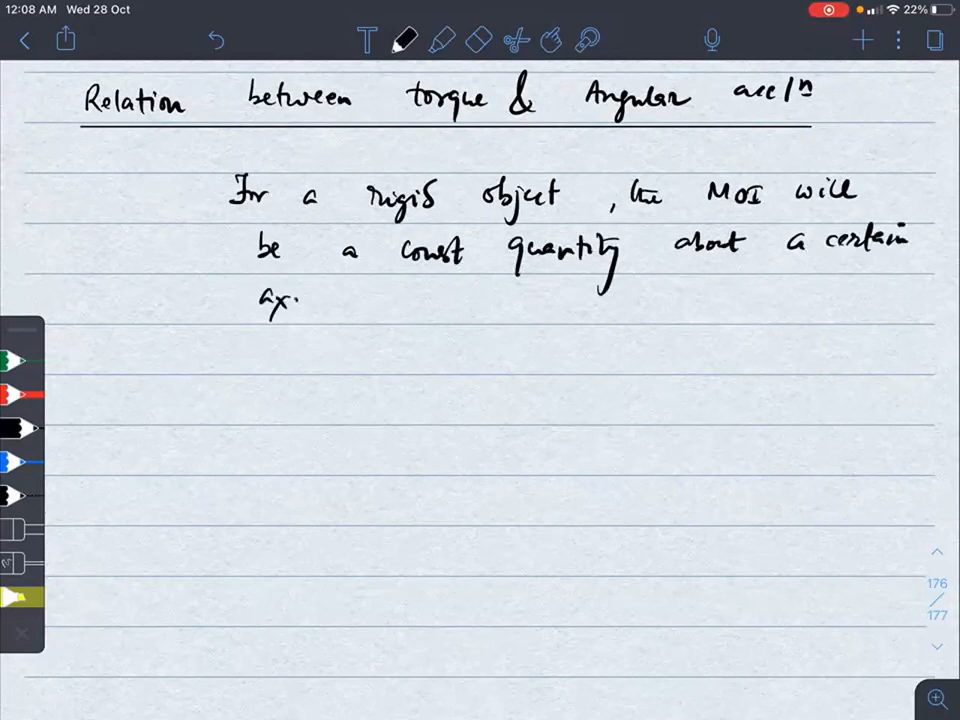 12:08 AM Wed 28 Oct 22%
Relation between torque & Angular acc/n
For a rigid object, the MOI will
be a const quantity about a certain
ax.
176
/
177